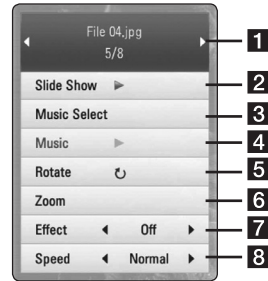 File 04.jpg
1
5/8
Slide Show 2
Music Select 3
Music 4
Rotate 5
Zoom 6
Effect Off 7
Speed Normal 8